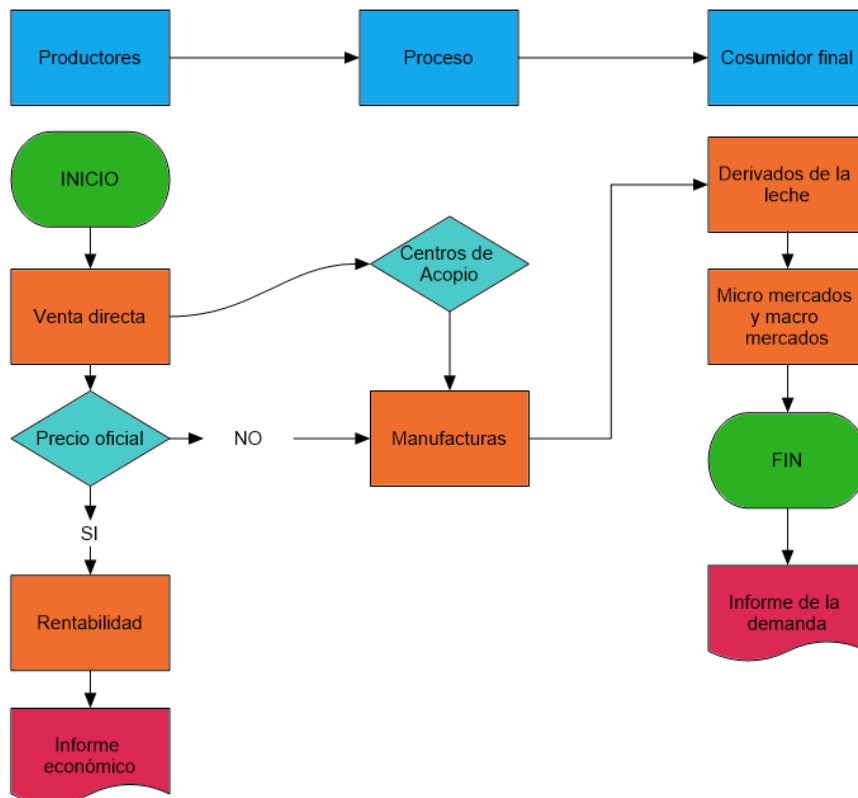 Productores
Proceso
Cosumidor final
INICIO
Derivados de la
leche
Centros de
Acopio
Venta directa
Micro mercados
y macro
mercados
Precio oficial
NO
Manufacturas
FIN
SI
Rentabilidad
Informe de la
demanda
Informe
económico